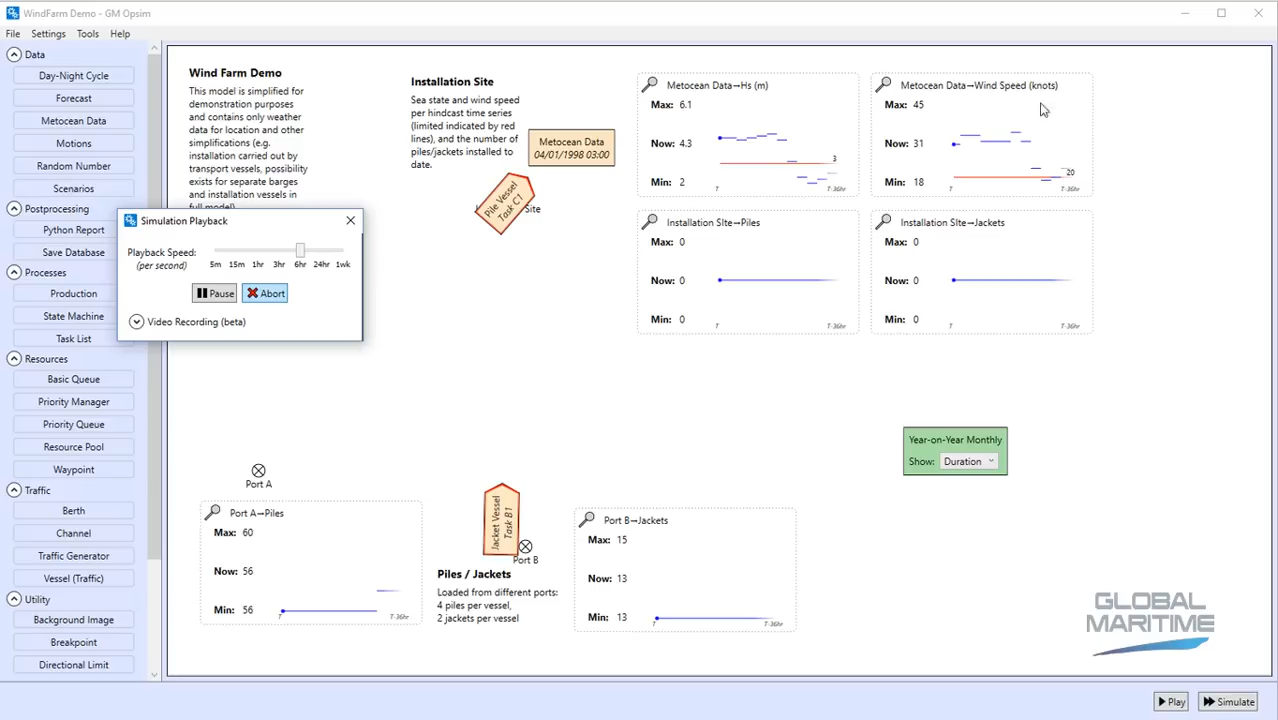 WindFarm Demo - GM Opsim
File Settings Tools Help
Data
Day-Night Cycle
Forecast
Metocean Data
Motions
Random Number
Scenarios
Postprocessing
Python Report
Save Database
Processes
Production
State Machine
Task List
Resources
Basic Queue
Priority Manager
Priority Queue
Resource Pool
Waypoint
Traffic
Berth
Channel
Traffic Generator
Vessel (Traffic)
Utility
Background Image
Breakpoint
Directional Limit
Wind Farm Demo
This model is simplified for
demonstration purposes
and contains only weather
data for location and other
simplifications (e.g.
installation carried out by
transport vessels, possibility
exists for separate barges
and installation vessels in
full model)
Simulation Playback
Playback Speed:
(per second)
5m 15m 1hr 3hr 6hr 24hr 1wk
Pause Abort
Video Recording (beta)
Installation Site
Sea state and wind speed
per hindcast time series
(limited indicated by red
lines), and the number of
piles/jackets installed to
date.
Metocean Data
04/01/1998 03:00
Pile Vessel
Task C1
Site
Metocean Data→Hs (m)
Max: 6.1
Now: 4.3
3
Min: 2
T T-36hr
Metocean Data→Wind Speed (knots)
Max: 45
Now: 31
20
Min: 18
T T-36hr
Installation SIte→Piles
Max: 0
Now: 0
Min: 0
T T-36hr
Installation SIte→Jackets
Max: 0
Now: 0
Min: 0
T T-36hr
Year-on-Year Monthly
Show: Duration
Port A
Port A→Piles
Max: 60
Now: 56
Min: 56
T T-36hr
Jacket Vessel
Task B1
Port B
Piles / Jackets
Loaded from different ports:
4 piles per vessel,
2 jackets per vessel
Port B→Jackets
Max: 15
Now: 13
Min: 13
T T-36hr
GLOBAL
MARITIME
Play Simulate